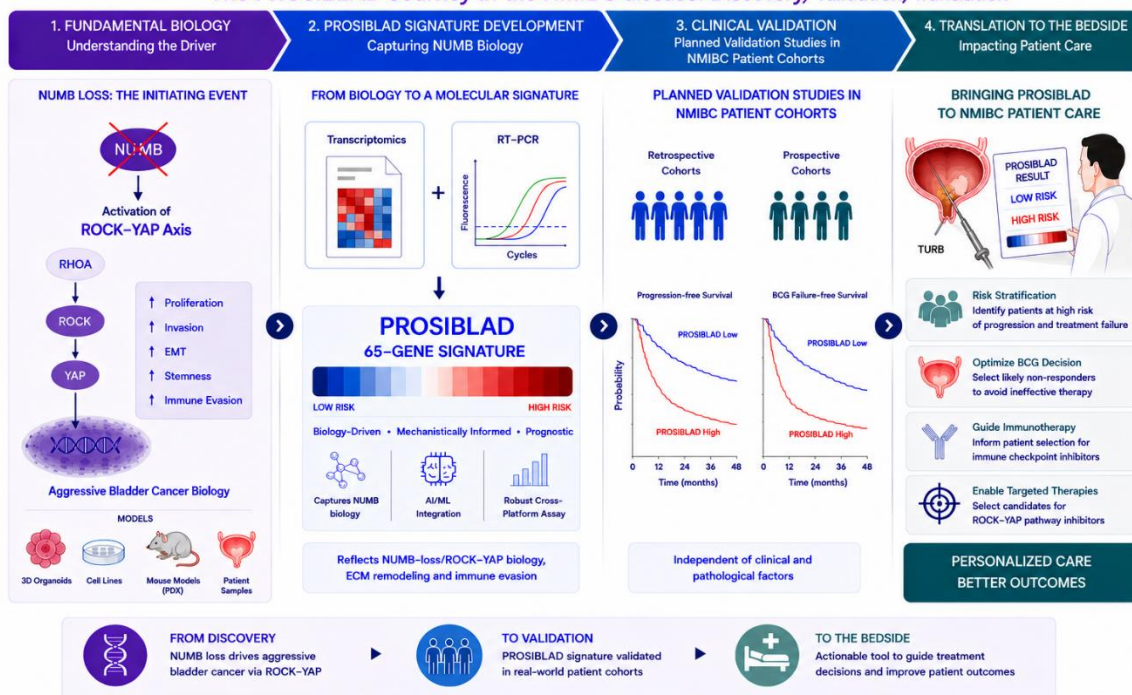 1. FUNDAMENTAL BIOLOGY
Understanding the Driver
2. PROSIBLAD SIGNATURE DEVELOPMENT
Capturing NUMB Biology
3. CLINICAL VALIDATION
Planned Validation Studies in
NMIBC Patient Cohorts
4. TRANSLATION TO THE BEDSIDE
Impacting Patient Care
NUMB LOSS: THE INITIATING EVENT
NUMB
Activation of
ROCK–YAP Axis
RHOA
ROCK
YAP
↑ Proliferation
↑ Invasion
↑ EMT
↑ Stemness
↑ Immune Evasion
Aggressive Bladder Cancer Biology
MODELS
3D Organoids
Cell Lines
Mouse Models
(PDX)
Patient
Samples
FROM BIOLOGY TO A MOLECULAR SIGNATURE
Transcriptomics
+
RT–PCR
Fluorescence
Cycles
PROSIBLAD
65–GENE SIGNATURE
LOW RISK
HIGH RISK
Biology-Driven • Mechanistically Informed • Prognostic
Captures NUMB
biology
AI/ML
Integration
Robust Cross-
Platform Assay
Reflects NUMB-loss/ROCK–YAP biology,
ECM remodeling and immune evasion
PLANNED VALIDATION STUDIES IN
NMIBC PATIENT COHORTS
Retrospective
Cohorts
Prospective
Cohorts
Progression-free Survival
BCG Failure-free Survival
PROSIBLAD Low
PROSIBLAD High
Probability
0 12 24 36 48
Time (months)
PROSIBLAD Low
PROSIBLAD High
0 12 24 36 48
Time (months)
Independent of clinical and
pathological factors
BRINGING PROSIBLAD
TO NMIBC PATIENT CARE
PROSIBLAD
RESULT
LOW RISK
HIGH RISK
TURB
Risk Stratification
Identify patients at high risk
of progression and treatment failure
Optimize BCG Decision
Select likely non-responders
to avoid ineffective therapy
Guide Immunotherapy
Inform patient selection for
immune checkpoint inhibitors
Enable Targeted Therapies
Select candidates for
ROCK–YAP pathway inhibitors
PERSONALIZED CARE
BETTER OUTCOMES
FROM DISCOVERY
NUMB loss drives aggressive
bladder cancer via ROCK–YAP
TO VALIDATION
PROSIBLAD signature validated
in real-world patient cohorts
TO THE BEDSIDE
Actionable tool to guide treatment
decisions and improve patient outcomes